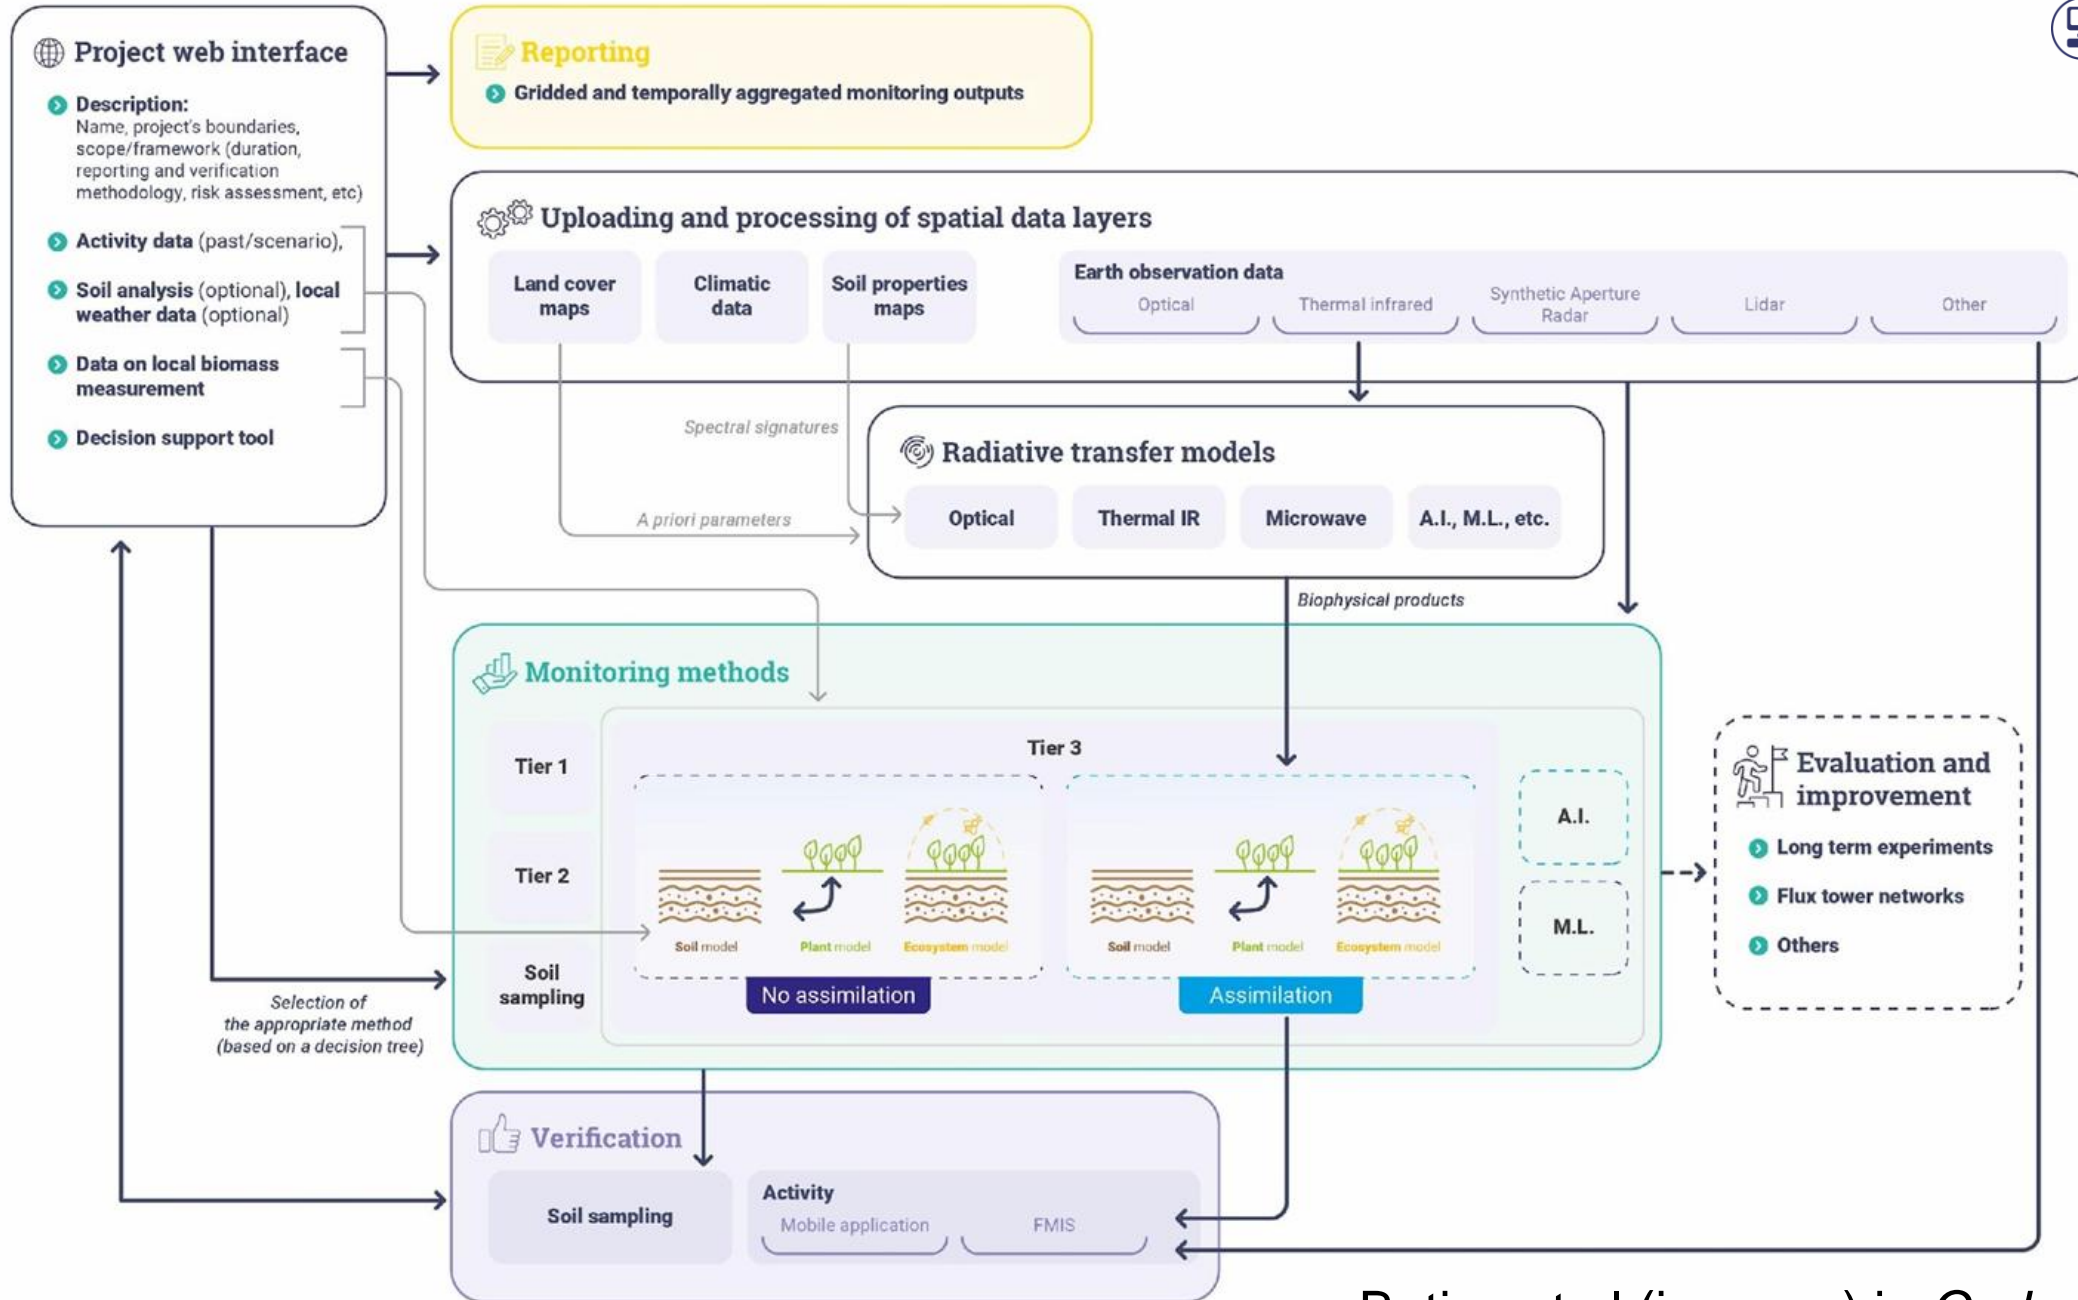 Project web interface
Description:
Name, project's boundaries,
scope/framework (duration,
reporting and verification
methodology, risk assessment, etc)
Activity data (past/scenario),
Soil analysis (optional), local
weather data (optional)
Data on local biomass
measurement
Decision support tool
Reporting
Gridded and temporally aggregated monitoring outputs
Uploading and processing of spatial data layers
Land cover
maps
Climatic
data
Soil properties
maps
Earth observation data
Optical
Thermal infrared
Synthetic Aperture
Radar
Lidar
Other
Spectral signatures
A priori parameters
Radiative transfer models
Optical
Thermal IR
Microwave
A.I., M.L., etc.
Biophysical products
Monitoring methods
Tier 1
Tier 2
Soil
sampling
Tier 3
Soil model
Plant model
Ecosystem model
No assimilation
Soil model
Plant model
Ecosystem model
Assimilation
A.I.
M.L.
Evaluation and
improvement
Long term experiments
Flux tower networks
Others
Selection of
the appropriate method
(based on a decision tree)
Verification
Soil sampling
Activity
Mobile application
FMIS